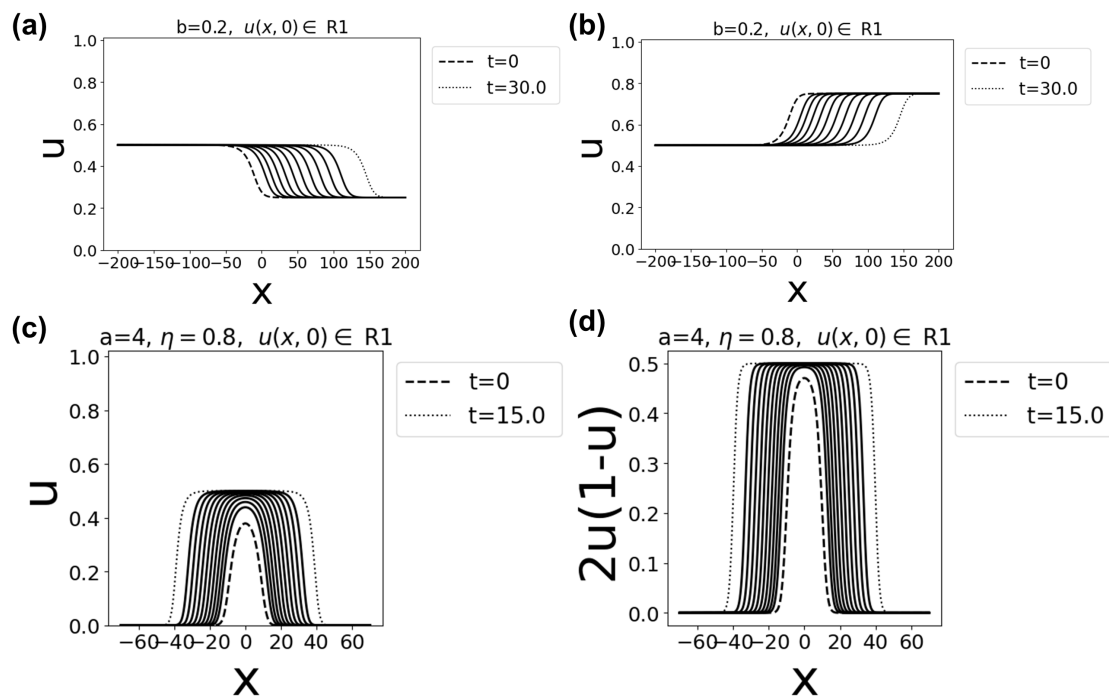 (a)
b=0.2, u(x, 0) ∈ R1
1.0
0.8
0.6
0.4
0.2
0.0
u
−200−150−100−50 0 50 100 150 200
x
t=0
t=30.0
(b)
b=0.2, u(x, 0) ∈ R1
1.0
0.8
0.6
0.4
0.2
0.0
u
−200−150−100−50 0 50 100 150 200
x
t=0
t=30.0
(c)
a=4, η = 0.8, u(x, 0) ∈ R1
1.0
0.8
0.6
0.4
0.2
0.0
u
−60−40−20 0 20 40 60
x
t=0
t=15.0
(d)
a=4, η = 0.8, u(x, 0) ∈ R1
0.5
0.4
0.3
0.2
0.1
0.0
2u(1-u)
−60−40−20 0 20 40 60
x
t=0
t=15.0